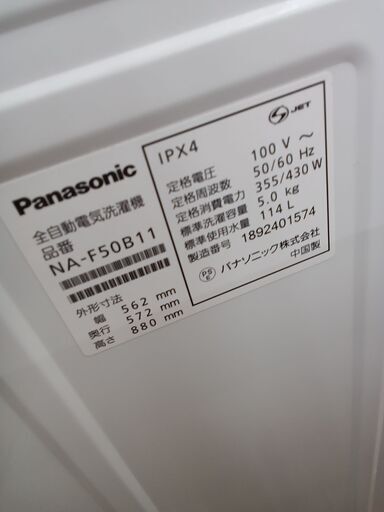 Panasonic
全自動電気洗濯機
品番
NA-F50B11
外形寸法
幅 562 mm
奥行 572 mm
高さ 880 mm
IPX4
JET
定格電圧 100 V ～
定格周波数 50/60 Hz
定格消費電力 355/430 W
標準洗濯容量 5.0 kg
標準使用水量 114 L
製造番号 1892401574
PS E パナソニック株式会社
中国製